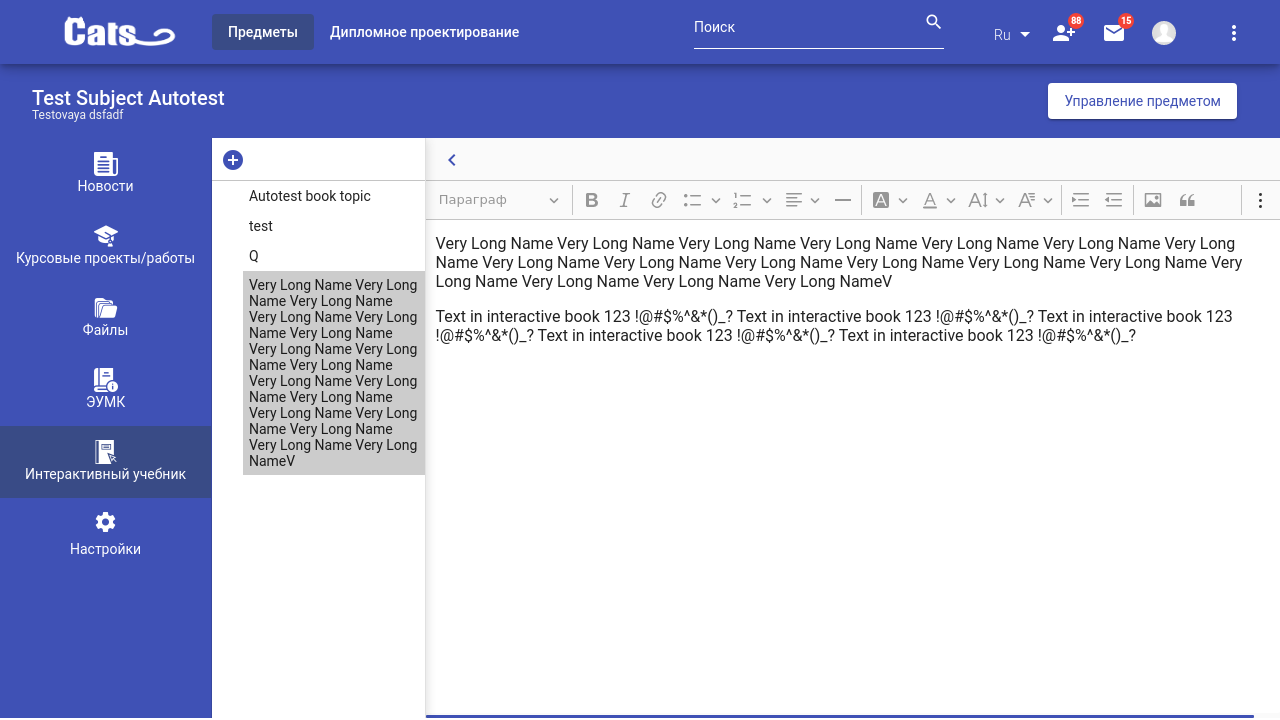 Cats
Предметы
Дипломное проектирование
Поиск
Ru
88
15
Test Subject Autotest
Testovaya dsfadf
Управление предметом
Новости
Курсовые проекты/работы
Файлы
ЭУМК
Интерактивный учебник
Настройки
Autotest book topic
test
Q
Very Long Name Very Long
Name Very Long Name
Very Long Name Very Long
Name Very Long Name
Very Long Name Very Long
Name Very Long Name
Very Long Name Very Long
Name Very Long Name
Very Long Name Very Long
Name Very Long Name
Very Long Name Very Long
NameV
Параграф
Very Long Name Very Long Name Very Long Name Very Long Name Very Long Name Very Long Name Very Long
Name Very Long Name Very Long Name Very Long Name Very Long Name Very Long Name Very Long Name Very
Long Name Very Long Name Very Long Name Very Long NameV
Text in interactive book 123 !@#$%^&*()_? Text in interactive book 123 !@#$%^&*()_? Text in interactive book 123
!@#$%^&*()_? Text in interactive book 123 !@#$%^&*()_? Text in interactive book 123 !@#$%^&*()_?